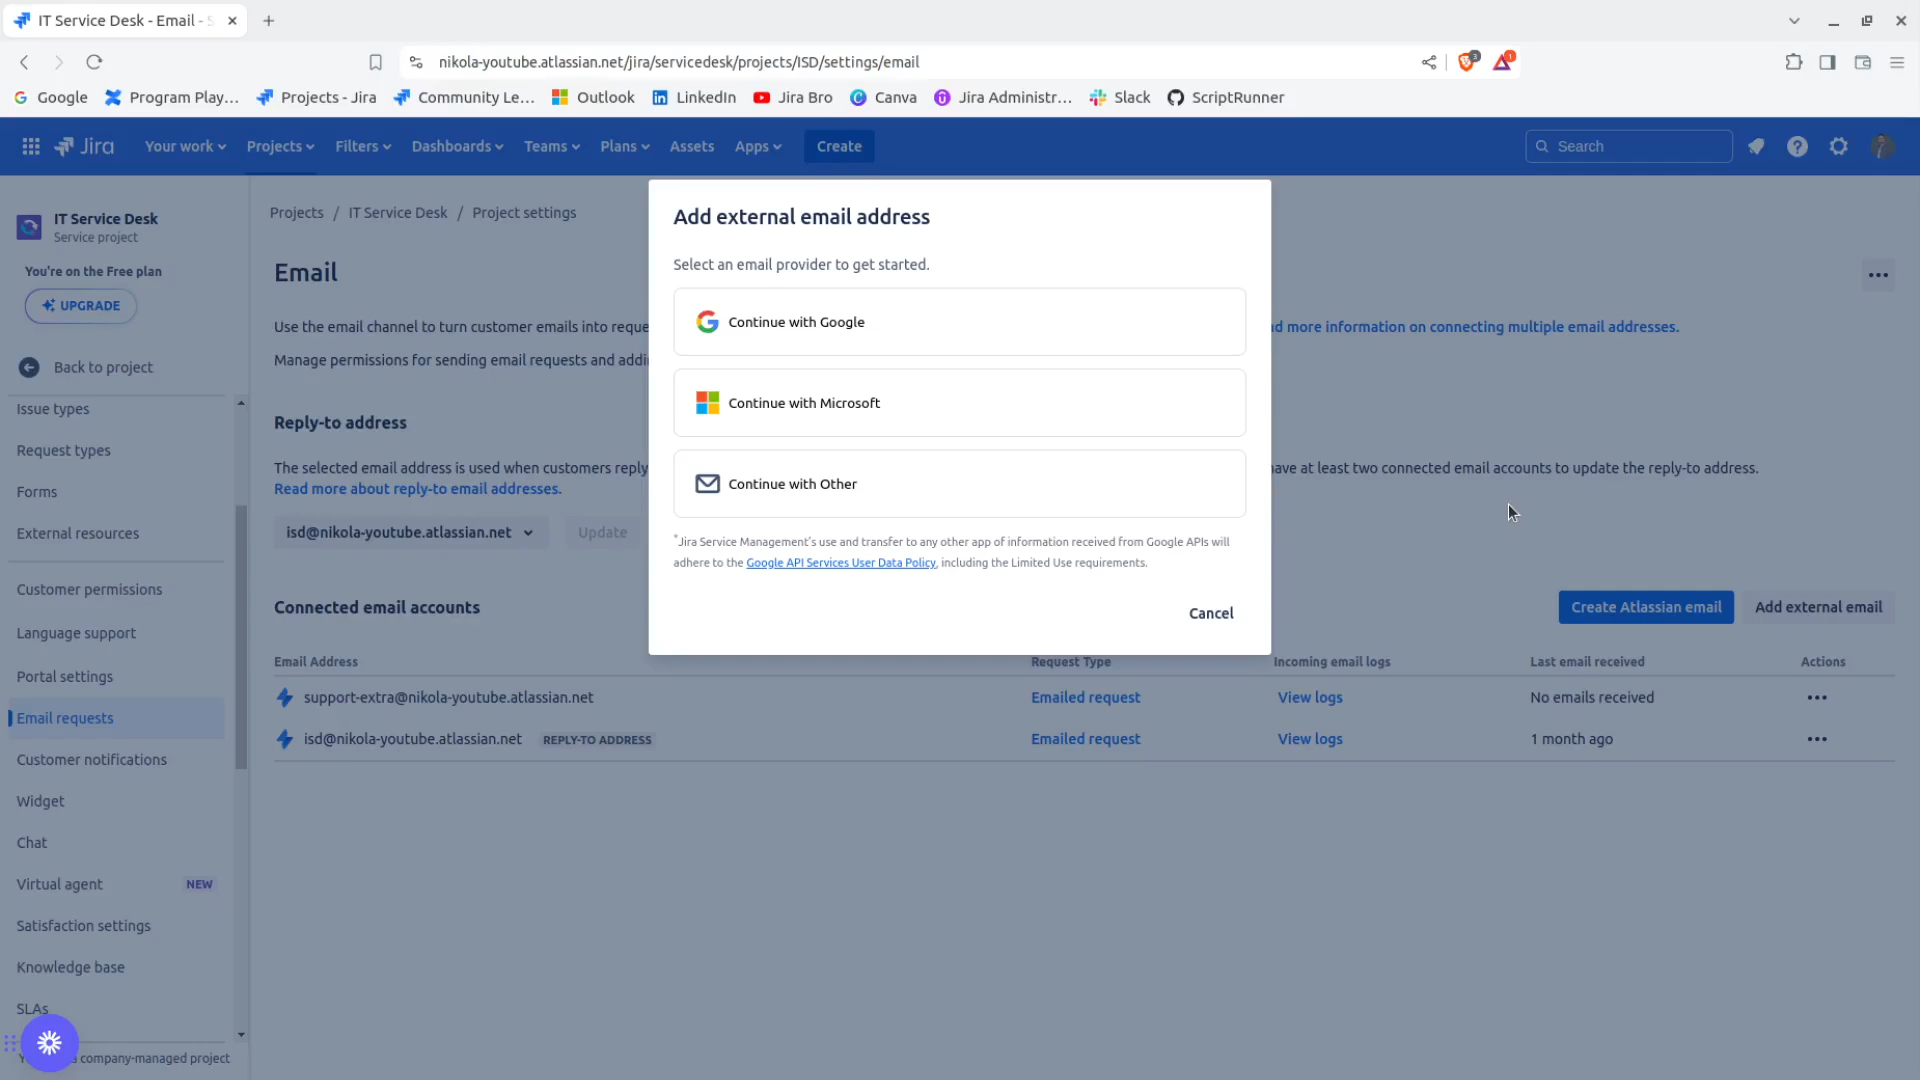 IT Service Desk - Email - S
nikola-youtube.atlassian.net/jira/servicedesk/projects/ISD/settings/email
3
1
Google
Program Play...
Projects - Jira
Community Le...
Outlook
LinkedIn
Jira Bro
Canva
Jira Administr...
Slack
ScriptRunner
Jira
Your work
Projects
Filters
Dashboards
Teams
Plans
Assets
Apps
Create
Search
IT Service Desk
Service project
You're on the Free plan
UPGRADE
Back to project
Issue types
Request types
Forms
External resources
Customer permissions
Language support
Portal settings
Email requests
Customer notifications
Widget
Chat
Virtual agent NEW
Satisfaction settings
Knowledge base
SLAs
company-managed project
Projects / IT Service Desk / Project settings
Email
Use the email channel to turn customer emails into reque
d more information on connecting multiple email addresses.
Manage permissions for sending email requests and addi
Reply-to address
The selected email address is used when customers reply
ave at least two connected email accounts to update the reply-to address.
Read more about reply-to email addresses.
isd@nikola-youtube.atlassian.net
Update
Connected email accounts
Create Atlassian email
Add external email
Email Address Request Type Incoming email logs Last email received Actions
support-extra@nikola-youtube.atlassian.net Emailed request View logs No emails received
isd@nikola-youtube.atlassian.net REPLY-TO ADDRESS Emailed request View logs 1 month ago
Add external email address
Select an email provider to get started.
Continue with Google
Continue with Microsoft
Continue with Other
*Jira Service Management's use and transfer to any other app of information received from Google APIs will
adhere to the Google API Services User Data Policy, including the Limited Use requirements.
Cancel